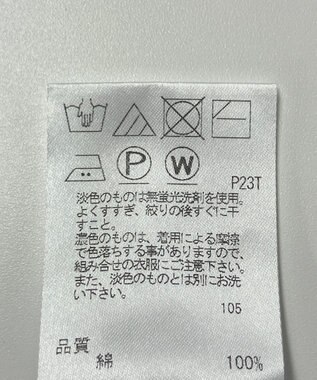 P
W
P23T
淡色のものは無蛍光洗剤を使用。
よくすすぎ、絞りの後すぐに干
すこと。
濃色のものは、着用による摩擦
で色落ちする事がありますので、
組み合せの衣服にご注意下さい。
また、淡色のものとは別にお洗
い下さい。
105
品質
綿 100%